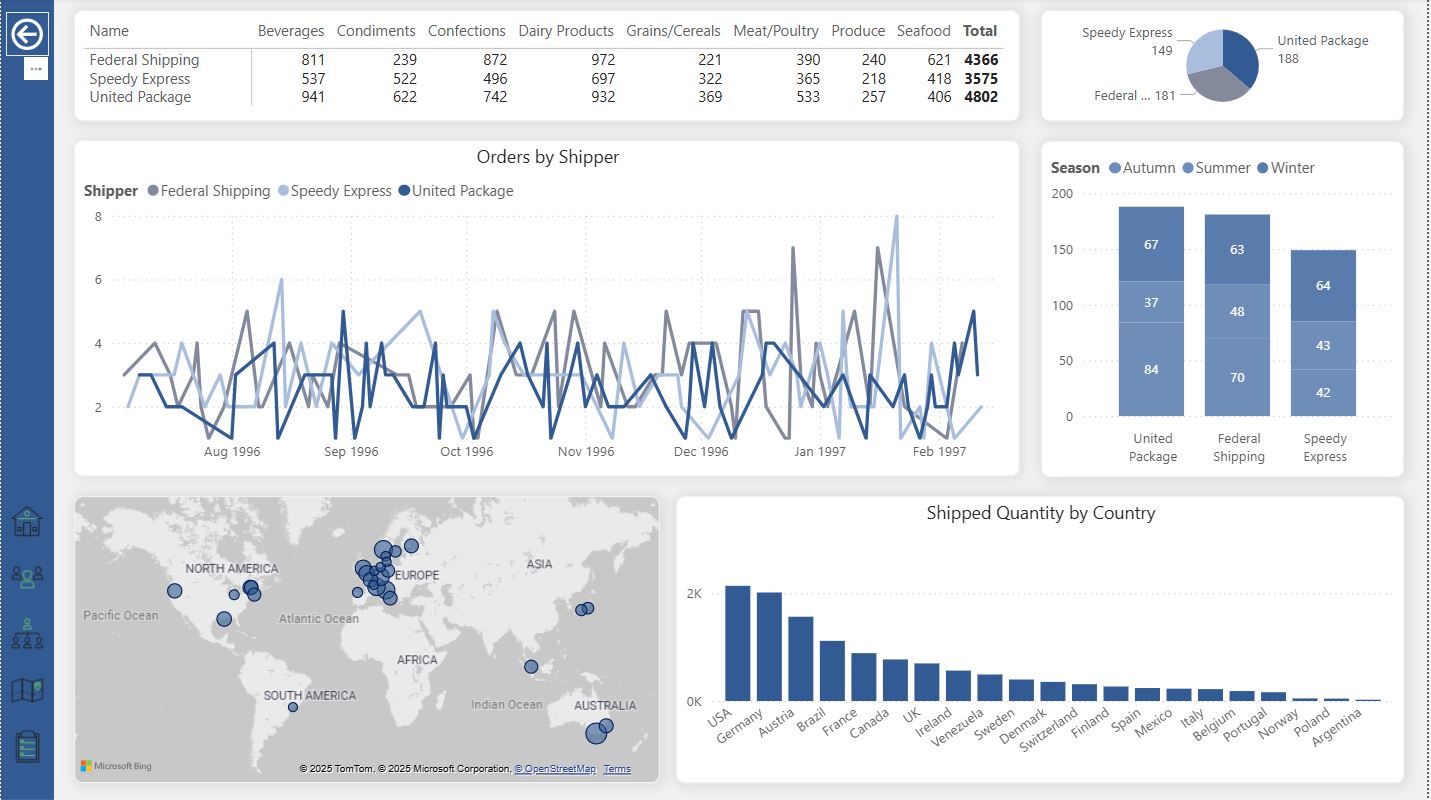 Name Beverages Condiments Confections Dairy Products Grains/Cereals Meat/Poultry Produce Seafood Total
Federal Shipping 811 239 872 972 221 390 240 621 4366
Speedy Express 537 522 496 697 322 365 218 418 3575
United Package 941 622 742 932 369 533 257 406 4802
Speedy Express
149
United Package
188
Federal ... 181
Orders by Shipper
Shipper Federal Shipping Speedy Express United Package
8
6
4
2
Aug 1996 Sep 1996 Oct 1996 Nov 1996 Dec 1996 Jan 1997 Feb 1997
Season Autumn Summer Winter
200
150
100
50
0
67
37
84
63
48
70
64
43
42
United
Package
Federal
Shipping
Speedy
Express
NORTH AMERICA
EUROPE
ASIA
Pacific Ocean
Atlantic Ocean
AFRICA
SOUTH AMERICA
Indian Ocean
AUSTRALIA
Microsoft Bing
© 2025 TomTom, © 2025 Microsoft Corporation, © OpenStreetMap Terms
Shipped Quantity by Country
2K
0K
USA Germany Austria Brazil France Canada UK Ireland Venezuela Sweden Denmark Switzerland Finland Spain Mexico Italy Belgium Portugal Norway Poland Argentina